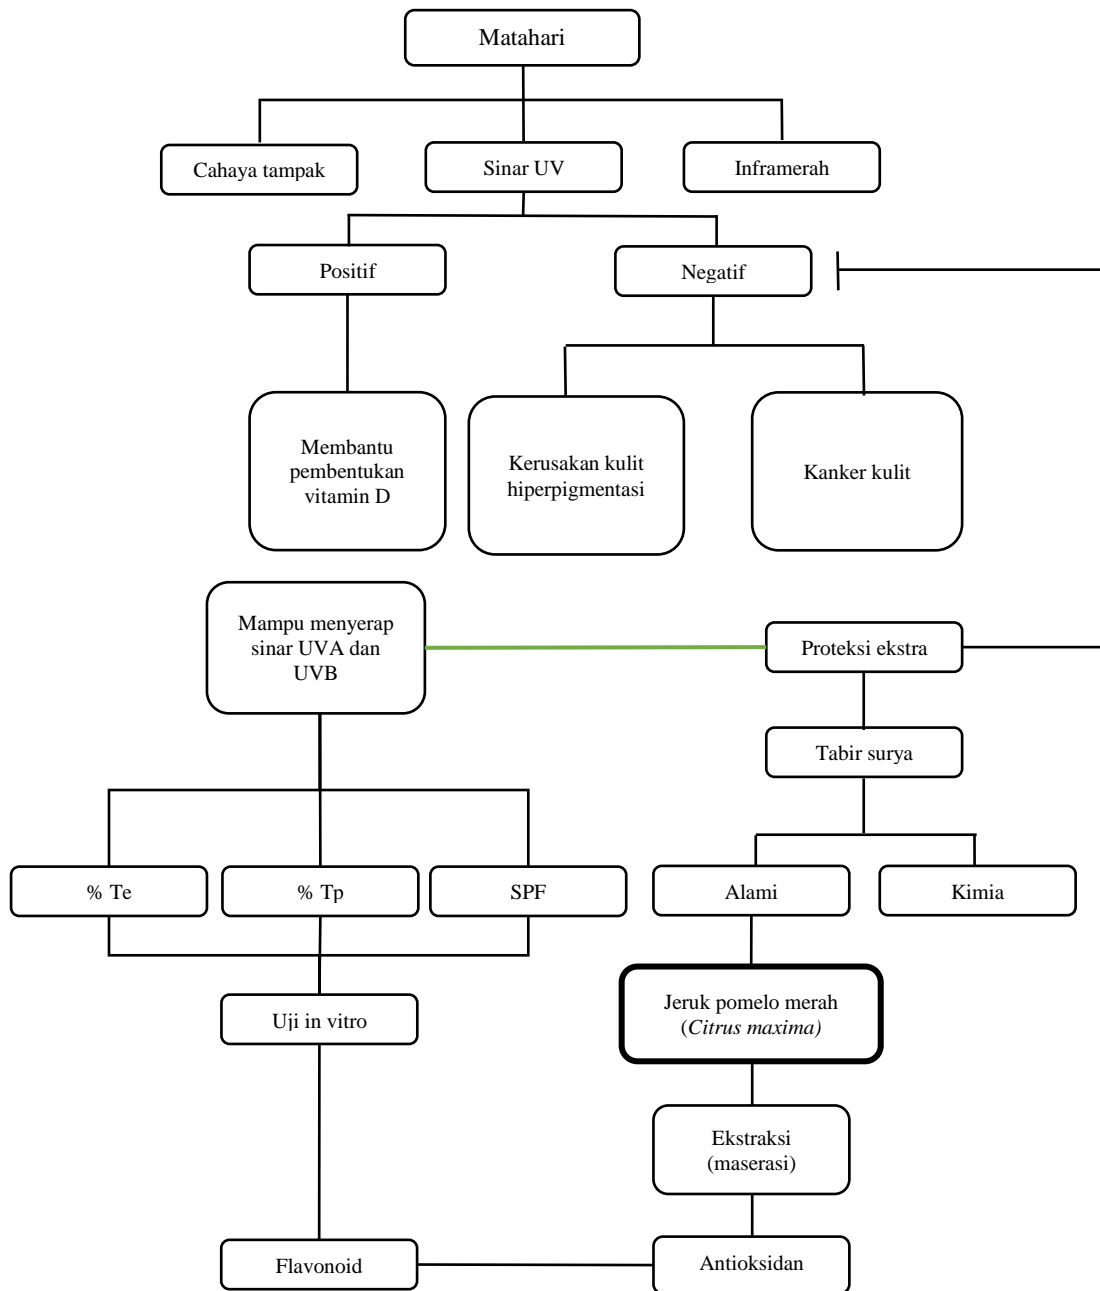 Matahari
Cahaya tampak
Sinar UV
Inframerah
Positif
Negatif
Membantu
pembentukan
vitamin D
Kerusakan kulit
hiperpigmentasi
Kanker kulit
Mampu menyerap
sinar UVA dan
UVB
Proteksi ekstra
Tabir surya
% Te
% Tp
SPF
Alami
Kimia
Jeruk pomelo merah
(Citrus maxima)
Uji in vitro
Ekstraksi
(maserasi)
Flavonoid
Antioksidan